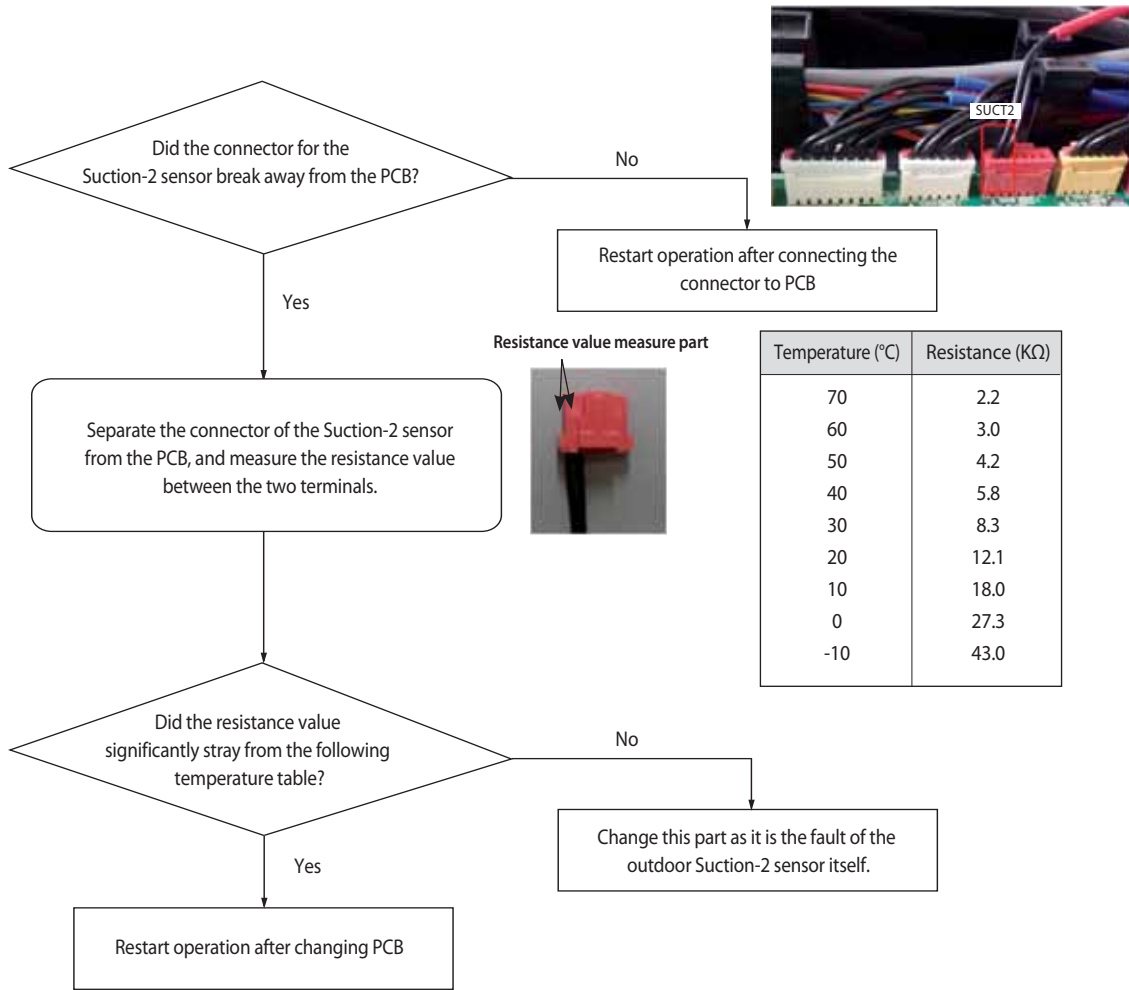 SUCT2
Did the connector for the
Suction-2 sensor break away from the PCB?
No
Restart operation after connecting the
connector to PCB
Yes
Resistance value measure part
Separate the connector of the Suction-2 sensor
from the PCB, and measure the resistance value
between the two terminals.
Temperature (°C) Resistance (KΩ)
70 2.2
60 3.0
50 4.2
40 5.8
30 8.3
20 12.1
10 18.0
0 27.3
-10 43.0
Did the resistance value
significantly stray from the following
temperature table?
No
Change this part as it is the fault of the
outdoor Suction-2 sensor itself.
Yes
Restart operation after changing PCB